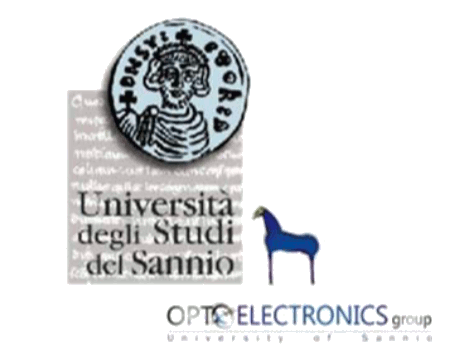 Università
degli Studi
del Sannio
OPTOELECTRONICS group
University of Sannio